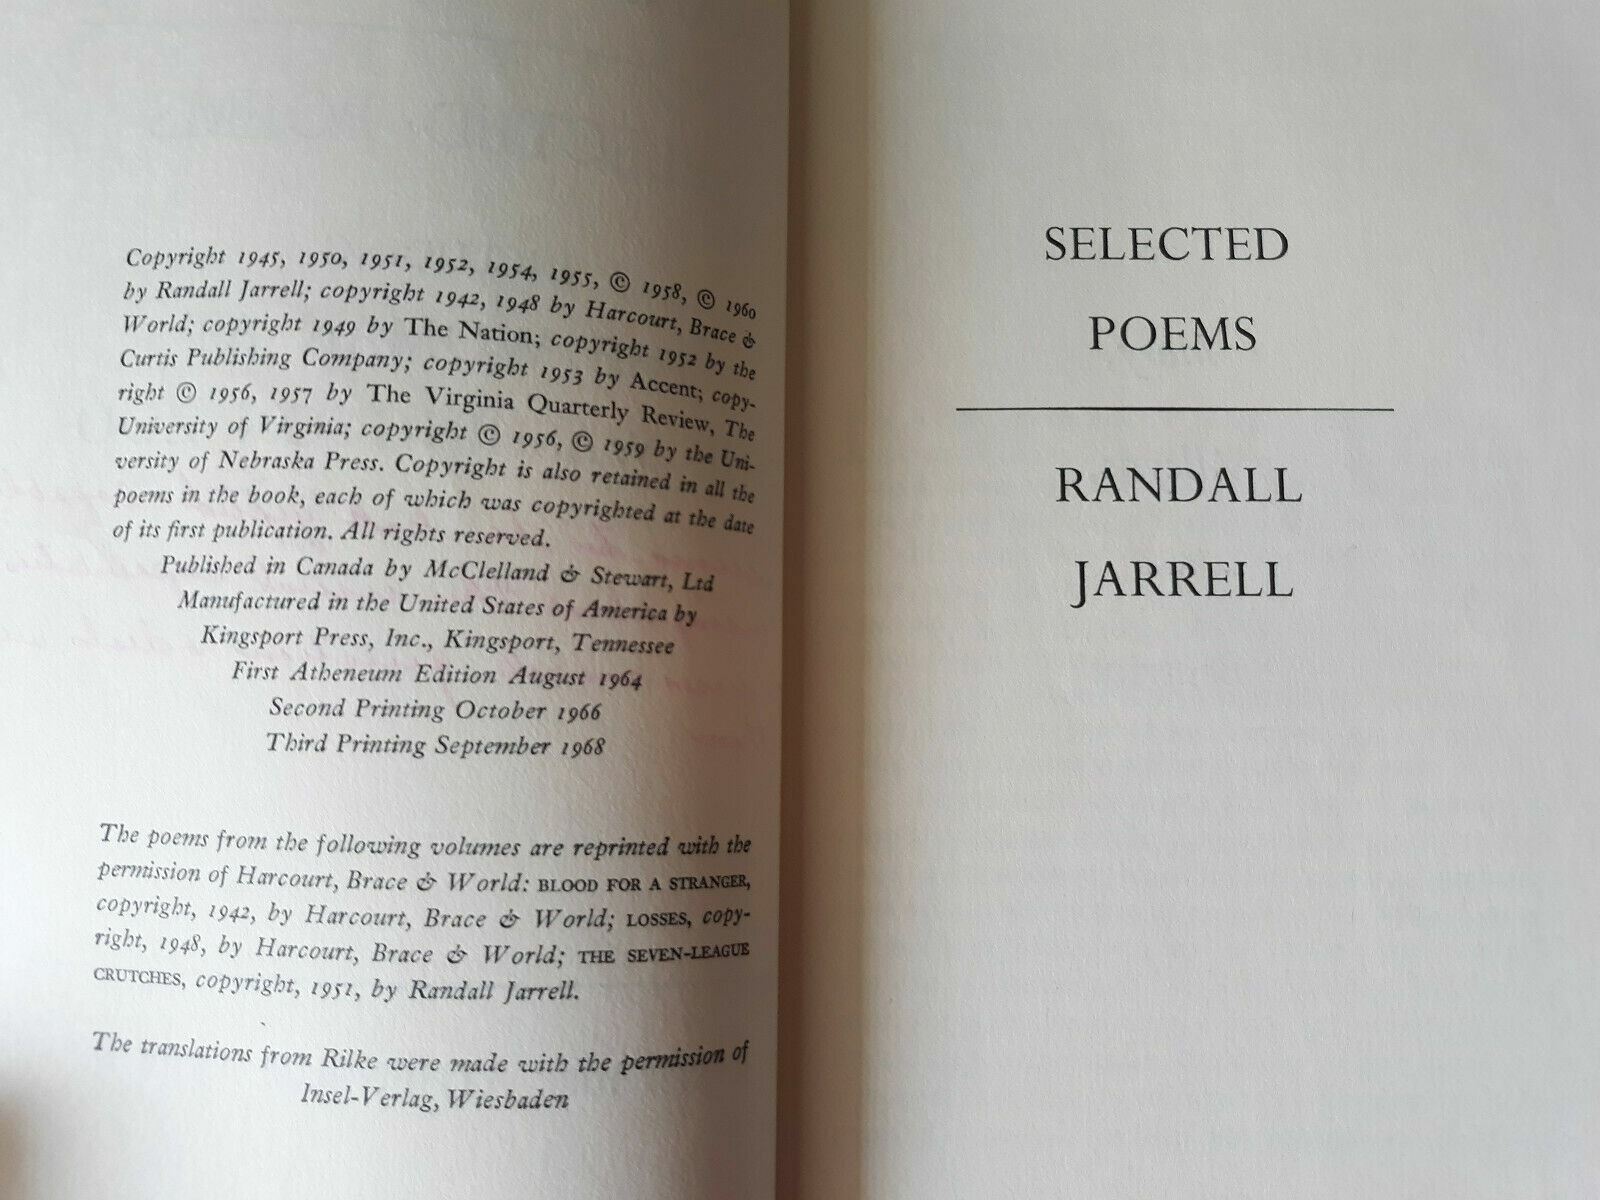 Copyright 1945, 1950, 1951, 1952, 1954, 1955, © 1958, © 1960
by Randall Jarrell; copyright 1942, 1948 by Harcourt, Brace &
World; copyright 1949 by The Nation; copyright 1952 by the
Curtis Publishing Company; copyright 1953 by Accent; copy-
right © 1956, 1957 by The Virginia Quarterly Review, The
University of Virginia; copyright © 1956, © 1959 by the Uni-
versity of Nebraska Press. Copyright is also retained in all the
poems in the book, each of which was copyrighted at the date
of its first publication. All rights reserved.
Published in Canada by McClelland & Stewart, Ltd
Manufactured in the United States of America by
Kingsport Press, Inc., Kingsport, Tennessee
First Atheneum Edition August 1964
Second Printing October 1966
Third Printing September 1968
The poems from the following volumes are reprinted with the
permission of Harcourt, Brace & World: BLOOD FOR A STRANGER,
copyright, 1942, by Harcourt, Brace & World; LOSSES, copy-
right, 1948, by Harcourt, Brace & World; THE SEVEN-LEAGUE
CRUTCHES, copyright, 1951, by Randall Jarrell.
The translations from Rilke were made with the permission of
Insel-Verlag, Wiesbaden
SELECTED
POEMS
RANDALL
JARRELL